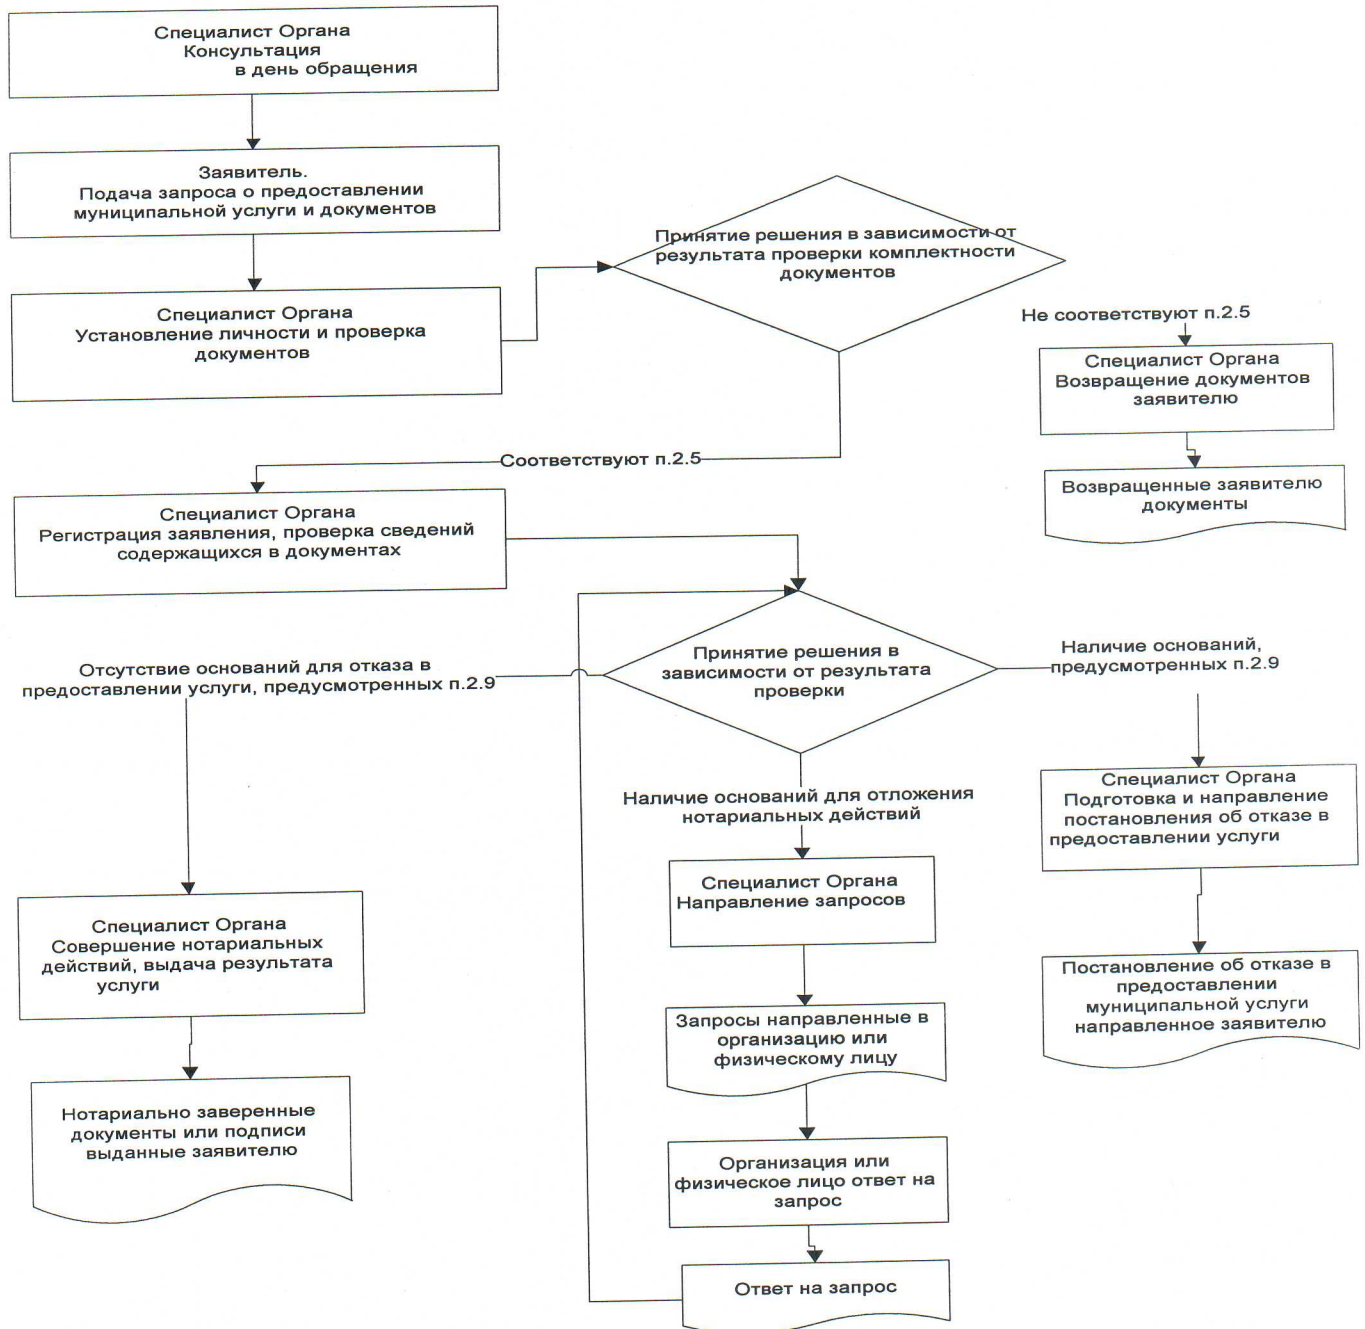 Специалист Органа
Консультация
в день обращения
Заявитель.
Подача запроса о предоставлении
муниципальной услуги и документов
Специалист Органа
Установление личности и проверка
документов
Принятие решения в зависимости от
результата проверки комплектности
документов
Не соответствуют п.2.5
Специалист Органа
Возвращение документов
заявителю
Возвращенные заявителю
документы
Соответствуют п.2.5
Специалист Органа
Регистрация заявления, проверка сведений
содержащихся в документах
Принятие решения в
зависимости от результата
проверки
Отсутствие оснований для отказа в
предоставлении услуги, предусмотренных п.2.9
Наличие оснований,
предусмотренных п.2.9
Наличие оснований для отложения
нотариальных действий
Специалист Органа
Подготовка и направление
постановления об отказе в
предоставлении услуги
Специалист Органа
Направление запросов
Специалист Органа
Совершение нотариальных
действий, выдача результата
услуги
Постановление об отказе в
предоставлении
муниципальной услуги
направленное заявителю
Запросы направленные в
организацию или
физическому лицу
Нотариально заверенные
документы или подписи
выданные заявителю
Организация или
физическое лицо ответ на
запрос
Ответ на запрос